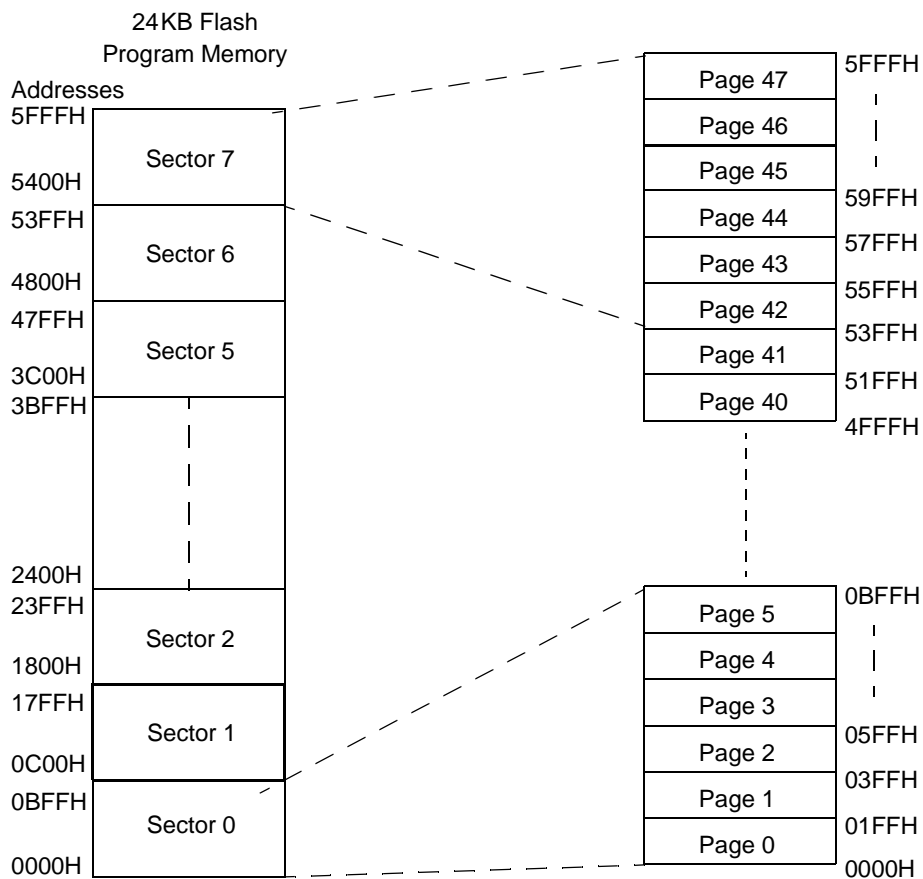 24KB Flash
Program Memory
Addresses
5FFFH
Sector 7
5400H
53FFH
Sector 6
4800H
47FFH
Sector 5
3C00H
3BFFH
2400H
23FFH
Sector 2
1800H
17FFH
Sector 1
0C00H
0BFFH
Sector 0
0000H
Page 47
5FFFH
Page 46
Page 45
59FFH
Page 44
57FFH
Page 43
55FFH
Page 42
53FFH
Page 41
51FFH
Page 40
4FFFH
Page 5
0BFFH
Page 4
Page 3
05FFH
Page 2
03FFH
Page 1
01FFH
Page 0
0000H